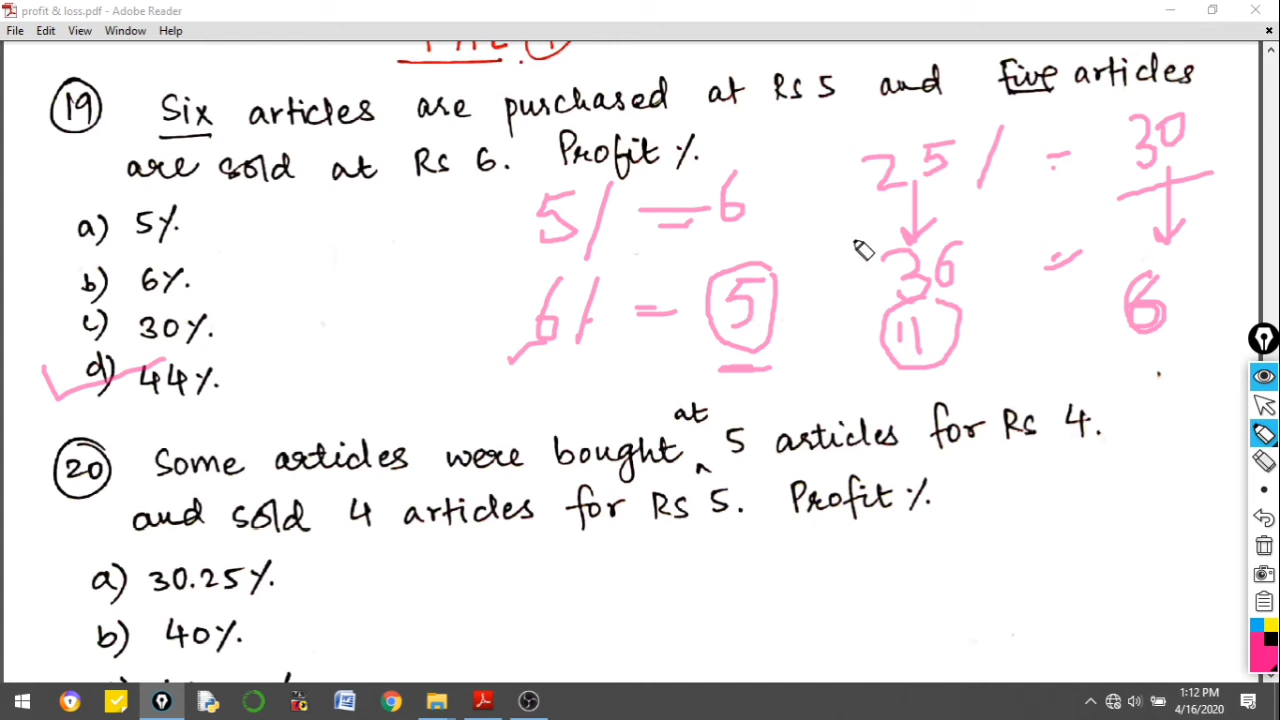 profit & loss.pdf - Adobe Reader
File Edit View Window Help
19 Six articles are purchased at Rs 5 and Five articles
are sold at Rs 6. Profit %.
a) 5%.
b) 6%.
c) 30%.
d) 44%.
5/ = 6
6/ = 5
25/ = 30
36 = 6
11
20 Some articles were bought at 5 articles for Rs 4.
and sold 4 articles for Rs 5. Profit %.
a) 30.25%.
b) 40%.
1:12 PM
4/16/2020